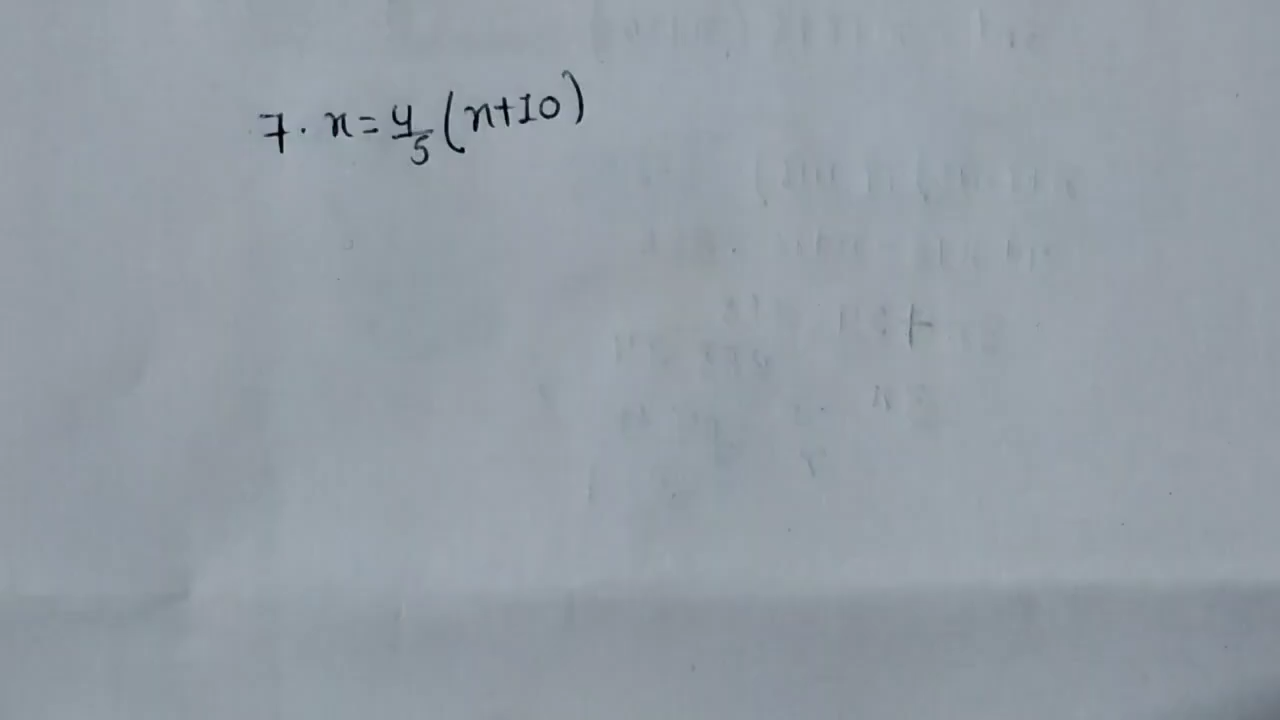 7. x = 4/5 (x+10)